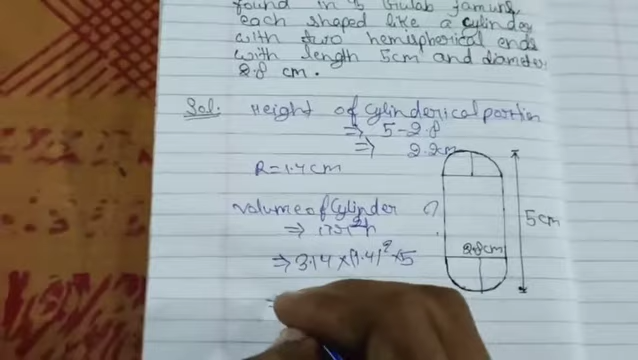 found in 45 Gulab Jamuns
each shaped like a cylinder
with two hemispherical ends
with length 5cm and diameter
2.8 cm.
Sol. Height of cylinderical portion
⇒ 5-2.8
⇒ 2.2cm
R=1.4cm
Volume of Cylinder
⇒ πr²h
⇒ 3.14×(1.4)²×5
5cm
2.8cm